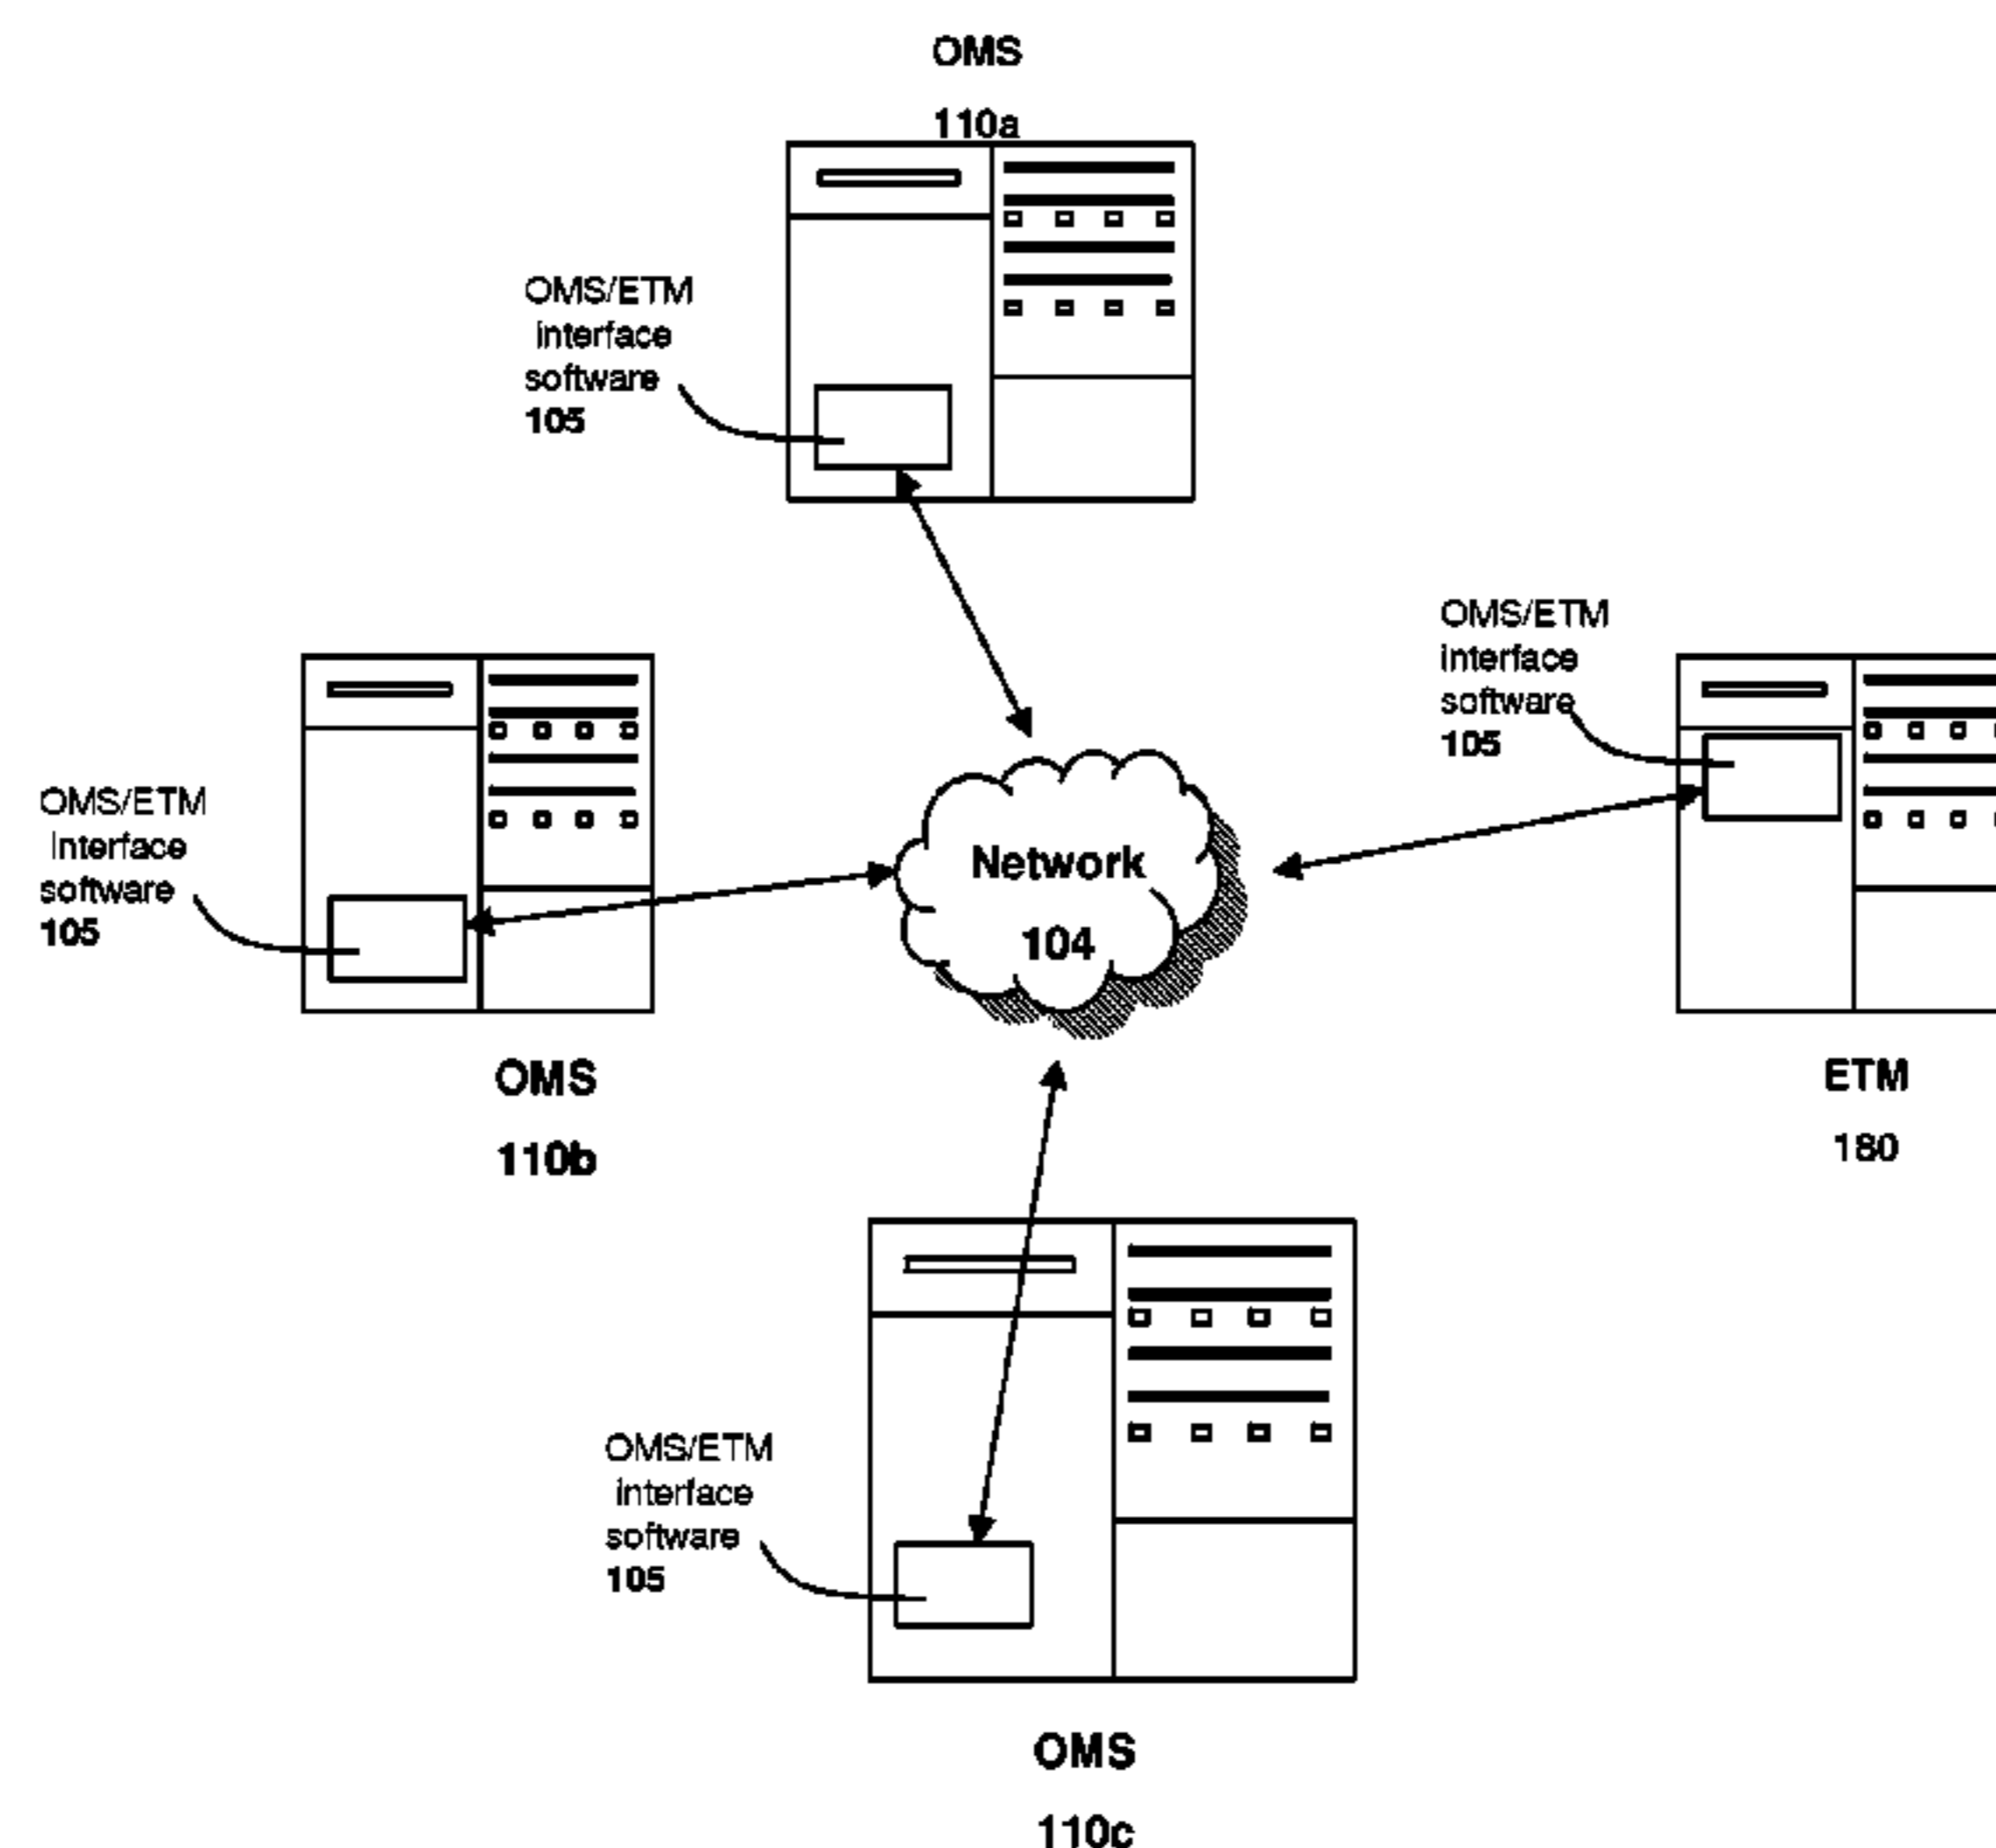 OMS
110a
OMS/ETM
interface
software
105
OMS/ETM
interface
software
105
OMS/ETM
interface
software
105
Network
104
OMS
110b
ETM
180
OMS/ETM
interface
software
105
OMS
110c